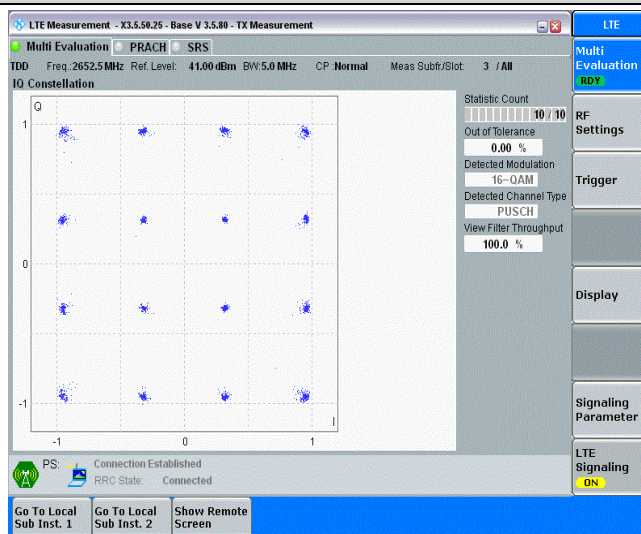 LTE Measurement - X3.5.50.25 - Base V 3.5.80 - TX Measurement
LTE
Multi Evaluation PRACH SRS
TDD Freq.:2652.5 MHz Ref. Level: 41.00 dBm BW:5.0 MHz CP :Normal Meas Subfr./Slot: 3 / All
IQ Constellation
Q
1
0
-1
I
-1 0 1
Statistic Count
10 / 10
Out of Tolerance
0.00 %
Detected Modulation
16-QAM
Detected Channel Type
PUSCH
View Filter Throughput
100.0 %
Multi
Evaluation
RDY
RF
Settings
Trigger
Display
Signaling
Parameter
LTE
Signaling
ON
PS: Connection Established
RRC State: Connected
Go To Local
Sub Inst. 1
Go To Local
Sub Inst. 2
Show Remote
Screen